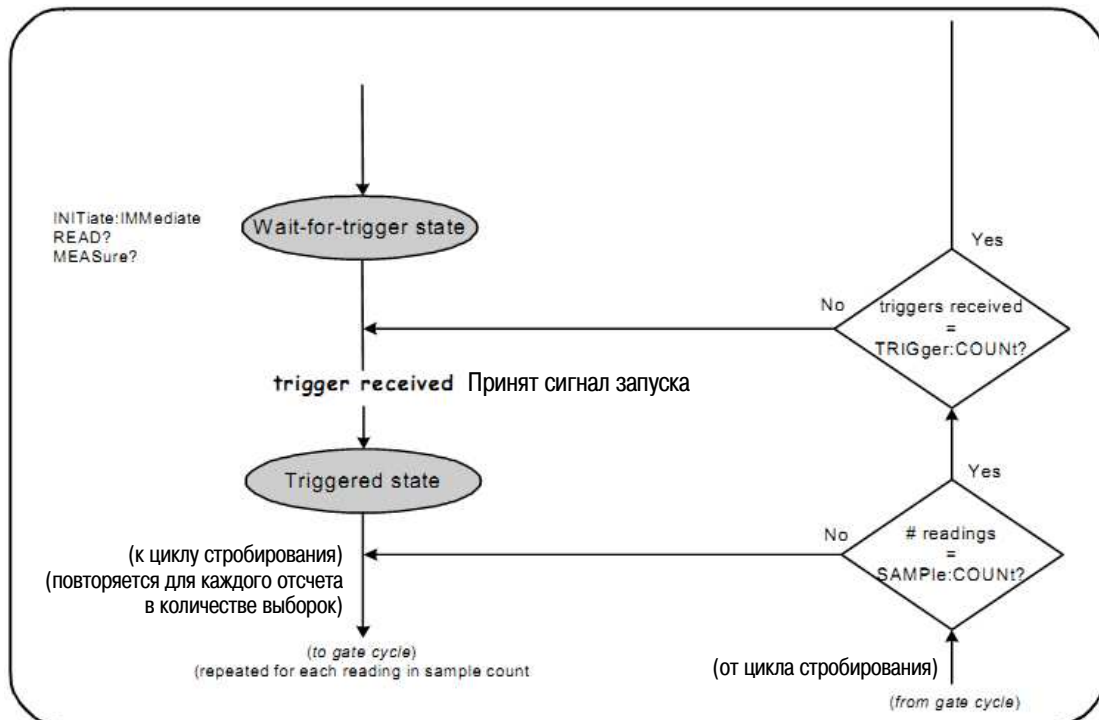 INITiate:IMMediate
READ?
MEASure?
Wait-for-trigger state
Yes
No
triggers received
=
TRIGger:COUNt?
trigger received Принят сигнал запуска
Triggered state
Yes
No
# readings
=
SAMPle:COUNt?
(к циклу стробирования)
(повторяется для каждого отсчета
в количестве выборок)
(to gate cycle)
(repeated for each reading in sample count
(от цикла стробирования)
(from gate cycle)